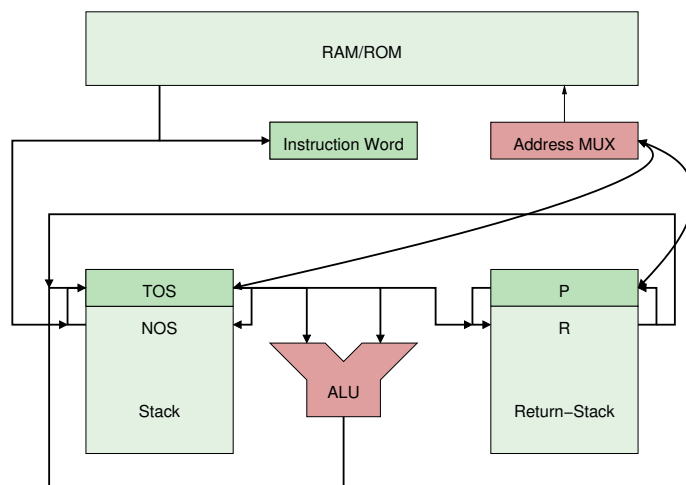 RAM/ROM
Instruction Word
Address MUX
TOS
P
NOS
R
ALU
Stack
Return−Stack